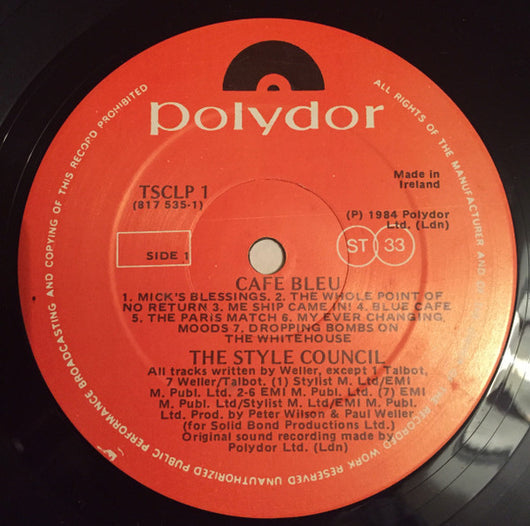 polydor
TSCLP 1
(817 535-1)
Made in
Ireland
(P) 1984 Polydor
Ltd. (Ldn)
SIDE 1
ST 33
CAFE BLEU
1. MICK'S BLESSINGS. 2. THE WHOLE POINT OF
NO RETURN 3. ME SHIP CAME IN! 4. BLUE CAFE
5. THE PARIS MATCH 6. MY EVER CHANGING,
MOODS 7. DROPPING BOMBS ON
THE WHITEHOUSE
THE STYLE COUNCIL
All tracks written by Weller, except 1 Talbot,
7 Weller/Talbot. (1) Stylist M. Ltd/EMI
M. Publ. Ltd. 2-6 EMI M. Publ. Ltd. (7) EMI
M. Publ. Ltd/Stylist M. Ltd/EMI M. Publ.
Ltd. Prod. by Peter Wilson & Paul Weller,
(for Solid Bond Productions Ltd.)
Original sound recording made by
Polydor Ltd. (Ldn)
ALL RIGHTS OF THE MANUFACTURER AND OF THE RECORDED WORK RESERVED UNAUTHORIZED PUBLIC PERFORMANCE BROADCASTING AND COPYING OF THIS RECORD PROHIBITED